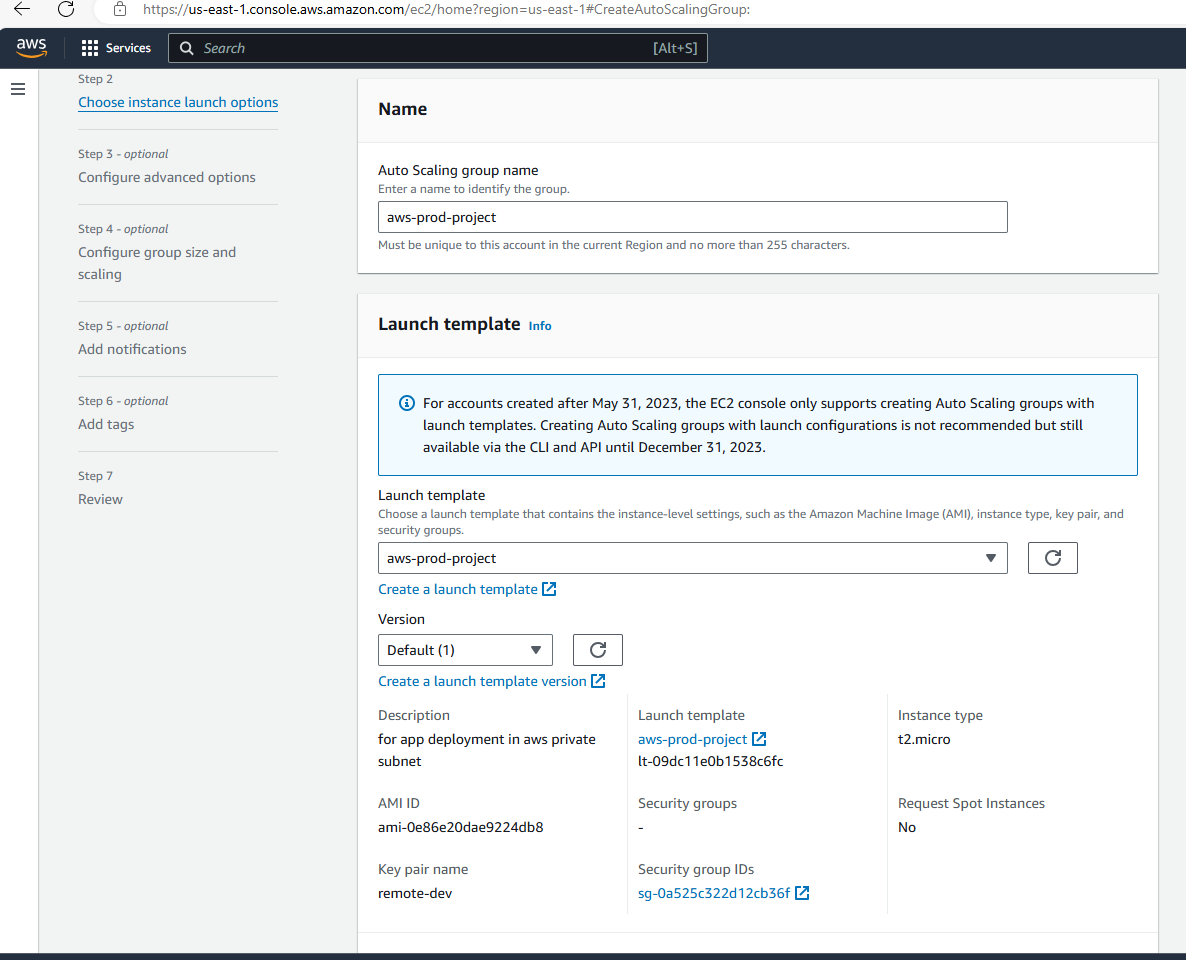 https://us-east-1.console.aws.amazon.com/ec2/home?region=us-east-1#CreateAutoScalingGroup:
aws
Services
Search
[Alt+S]
Step 2
Choose instance launch options
Step 3 - optional
Configure advanced options
Step 4 - optional
Configure group size and
scaling
Step 5 - optional
Add notifications
Step 6 - optional
Add tags
Step 7
Review
Name
Auto Scaling group name
Enter a name to identify the group.
aws-prod-project
Must be unique to this account in the current Region and no more than 255 characters.
Launch template Info
For accounts created after May 31, 2023, the EC2 console only supports creating Auto Scaling groups with
launch templates. Creating Auto Scaling groups with launch configurations is not recommended but still
available via the CLI and API until December 31, 2023.
Launch template
Choose a launch template that contains the instance-level settings, such as the Amazon Machine Image (AMI), instance type, key pair, and
security groups.
aws-prod-project
Create a launch template
Version
Default (1)
Create a launch template version
Description
for app deployment in aws private
subnet
Launch template
aws-prod-project
lt-09dc11e0b1538c6fc
Instance type
t2.micro
AMI ID
ami-0e86e20dae9224db8
Security groups
-
Request Spot Instances
No
Key pair name
remote-dev
Security group IDs
sg-0a525c322d12cb36f